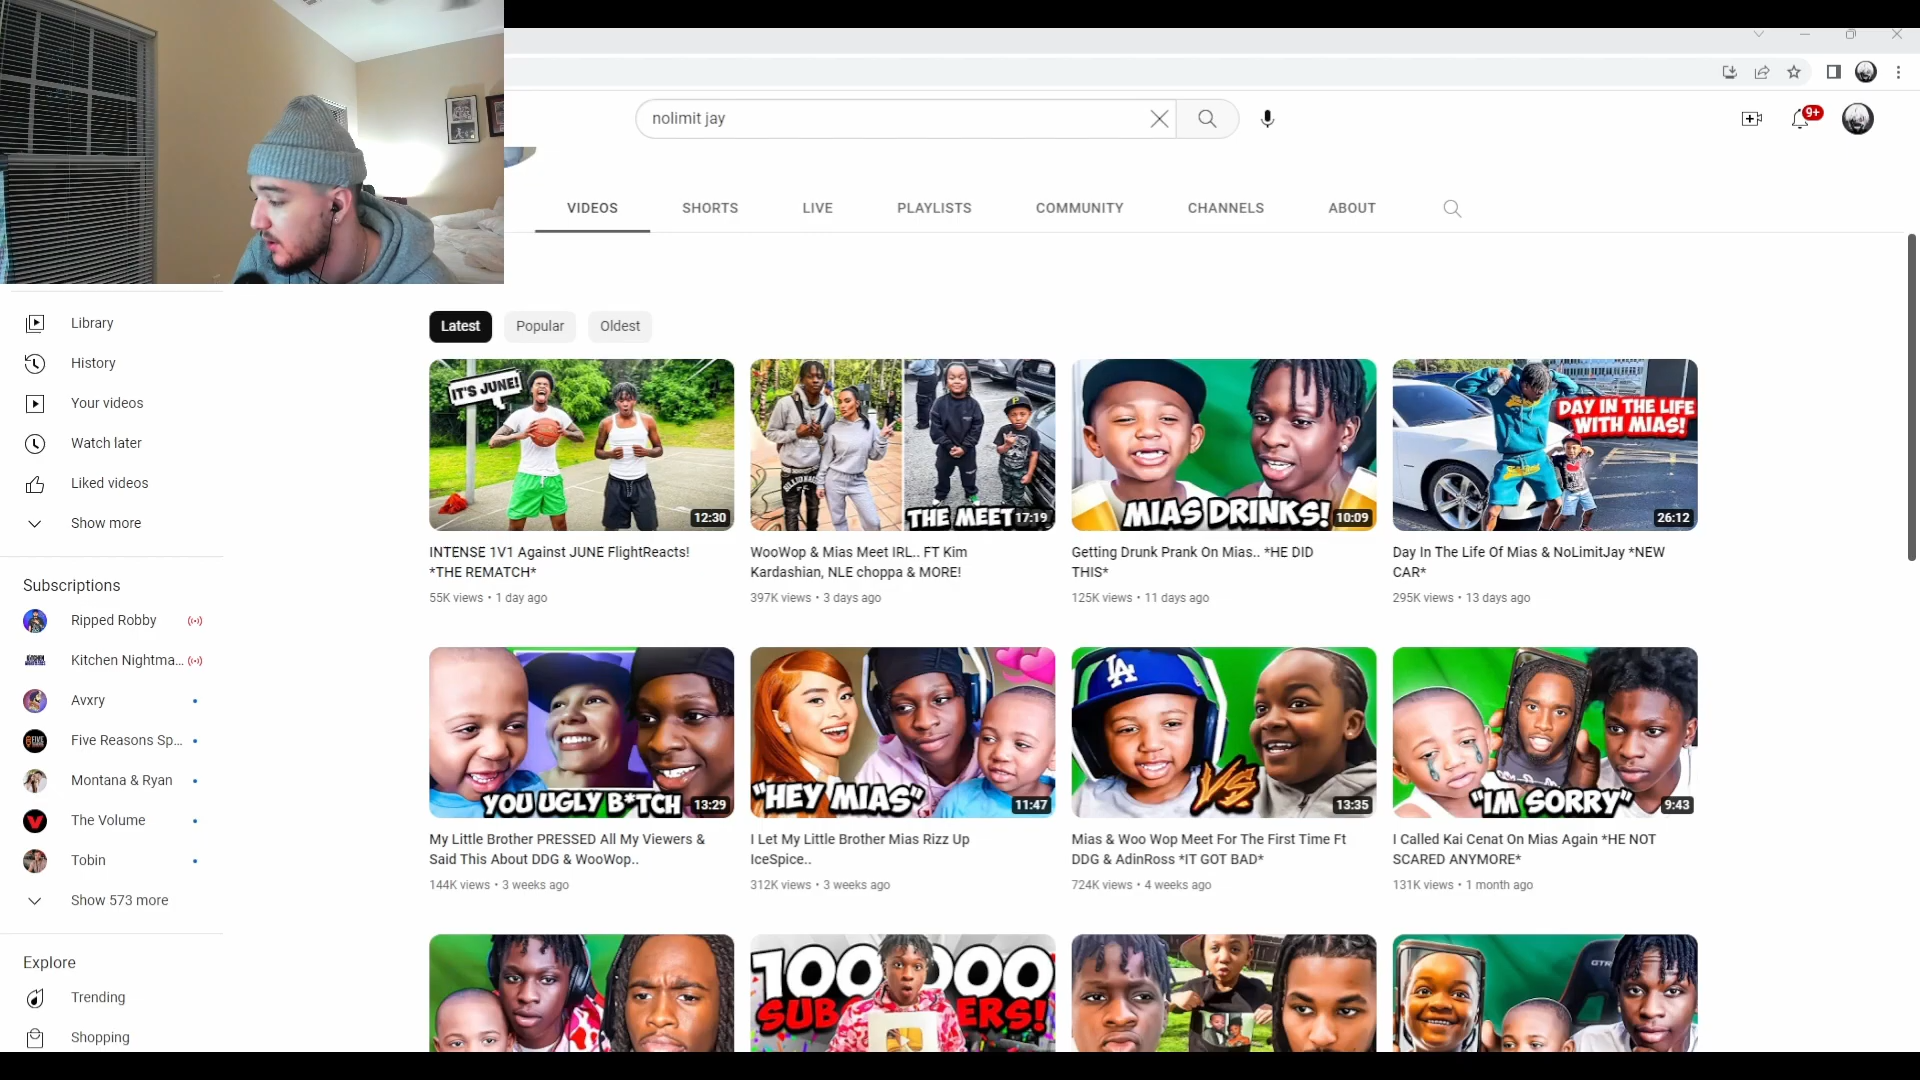 nolimit jay
9+
VIDEOS
SHORTS
LIVE
PLAYLISTS
COMMUNITY
CHANNELS
ABOUT
Library
History
Your videos
Watch later
Liked videos
Show more
Subscriptions
Ripped Robby
Kitchen Nightma...
Avxry
Five Reasons Sp...
Montana & Ryan
The Volume
Tobin
Show 573 more
Explore
Trending
Shopping
Latest
Popular
Oldest
IT'S JUNE!
12:30
INTENSE 1V1 Against JUNE FlightReacts!
*THE REMATCH*
55K views • 1 day ago
THE MEET
17:19
WooWop & Mias Meet IRL.. FT Kim
Kardashian, NLE choppa & MORE!
397K views • 3 days ago
MIAS DRINKS!
10:09
Getting Drunk Prank On Mias.. *HE DID
THIS*
125K views • 11 days ago
DAY IN THE LIFE
WITH MIAS!
26:12
Day In The Life Of Mias & NoLimitJay *NEW
CAR*
295K views • 13 days ago
YOU UGLY B*TCH
13:29
My Little Brother PRESSED All My Viewers &
Said This About DDG & WooWop..
144K views • 3 weeks ago
"HEY MIAS"
11:47
I Let My Little Brother Mias Rizz Up
IceSpice..
312K views • 3 weeks ago
LA
VS
13:35
Mias & Woo Wop Meet For The First Time Ft
DDG & AdinRoss *IT GOT BAD*
724K views • 4 weeks ago
"IM SORRY"
9:43
I Called Kai Cenat On Mias Again *HE NOT
SCARED ANYMORE*
131K views • 1 month ago